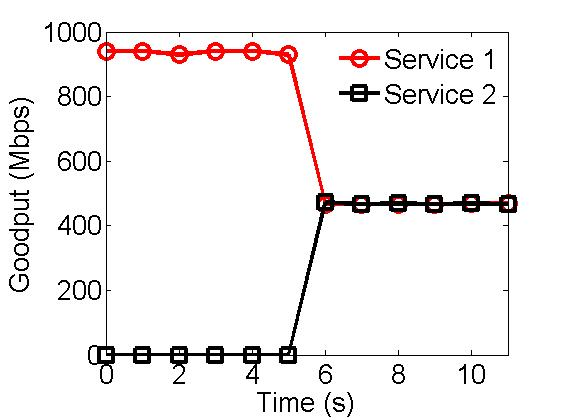 1000
800
600
400
200
0
0 2 4 6 8 10
Goodput (Mbps)
Time (s)
Service 1
Service 2